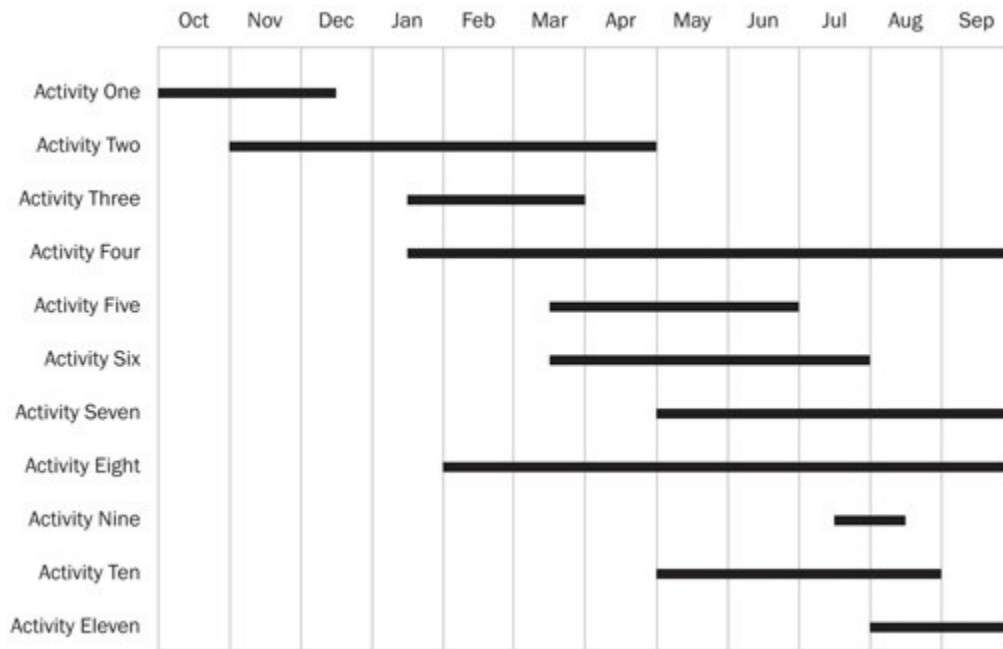 Oct Nov Dec Jan Feb Mar Apr May Jun Jul Aug Sep
Activity One
Activity Two
Activity Three
Activity Four
Activity Five
Activity Six
Activity Seven
Activity Eight
Activity Nine
Activity Ten
Activity Eleven